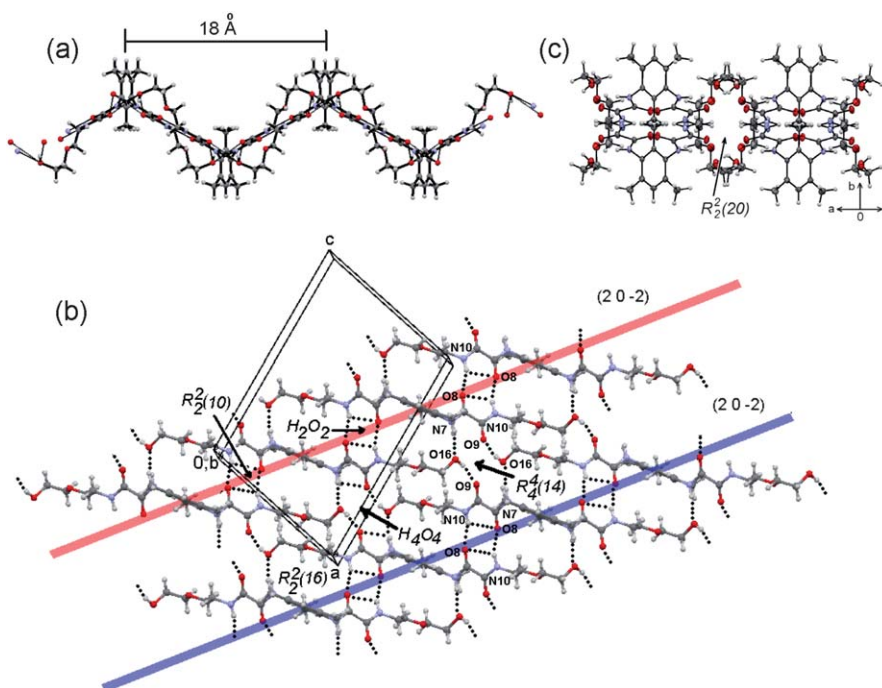 (a)
18 Å
(c)
R²₂(20)
b
a
0
(b)
c
(2 0 -2)
N10
O8
R²₂(10)
H₂O₂
O8
N7
N10
O9
(2 0 -2)
0,b
O16
O16
R⁴₄(14)
O9
N10
N7
O8
H₄O₄
O8
R²₂(16)
a
N10